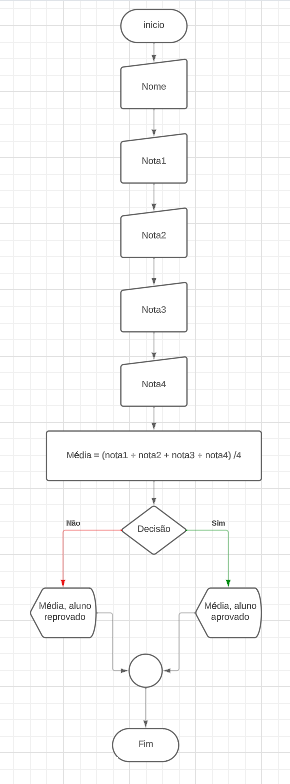 inicio
Nome
Nota1
Nota2
Nota3
Nota4
Média = (nota1 + nota2 + nota3 + nota4) /4
Decisão
Não
Sim
Média, aluno
reprovado
Média, aluno
aprovado
Fim